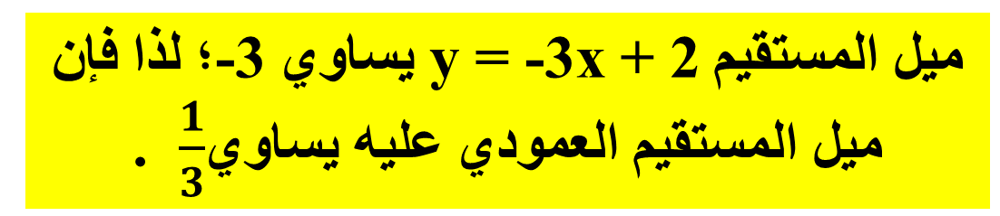 ميل المستقيم y = -3x + 2 يساوي -3؛ لذا فإن
ميل المستقيم العمودي عليه يساوي 1/3 .